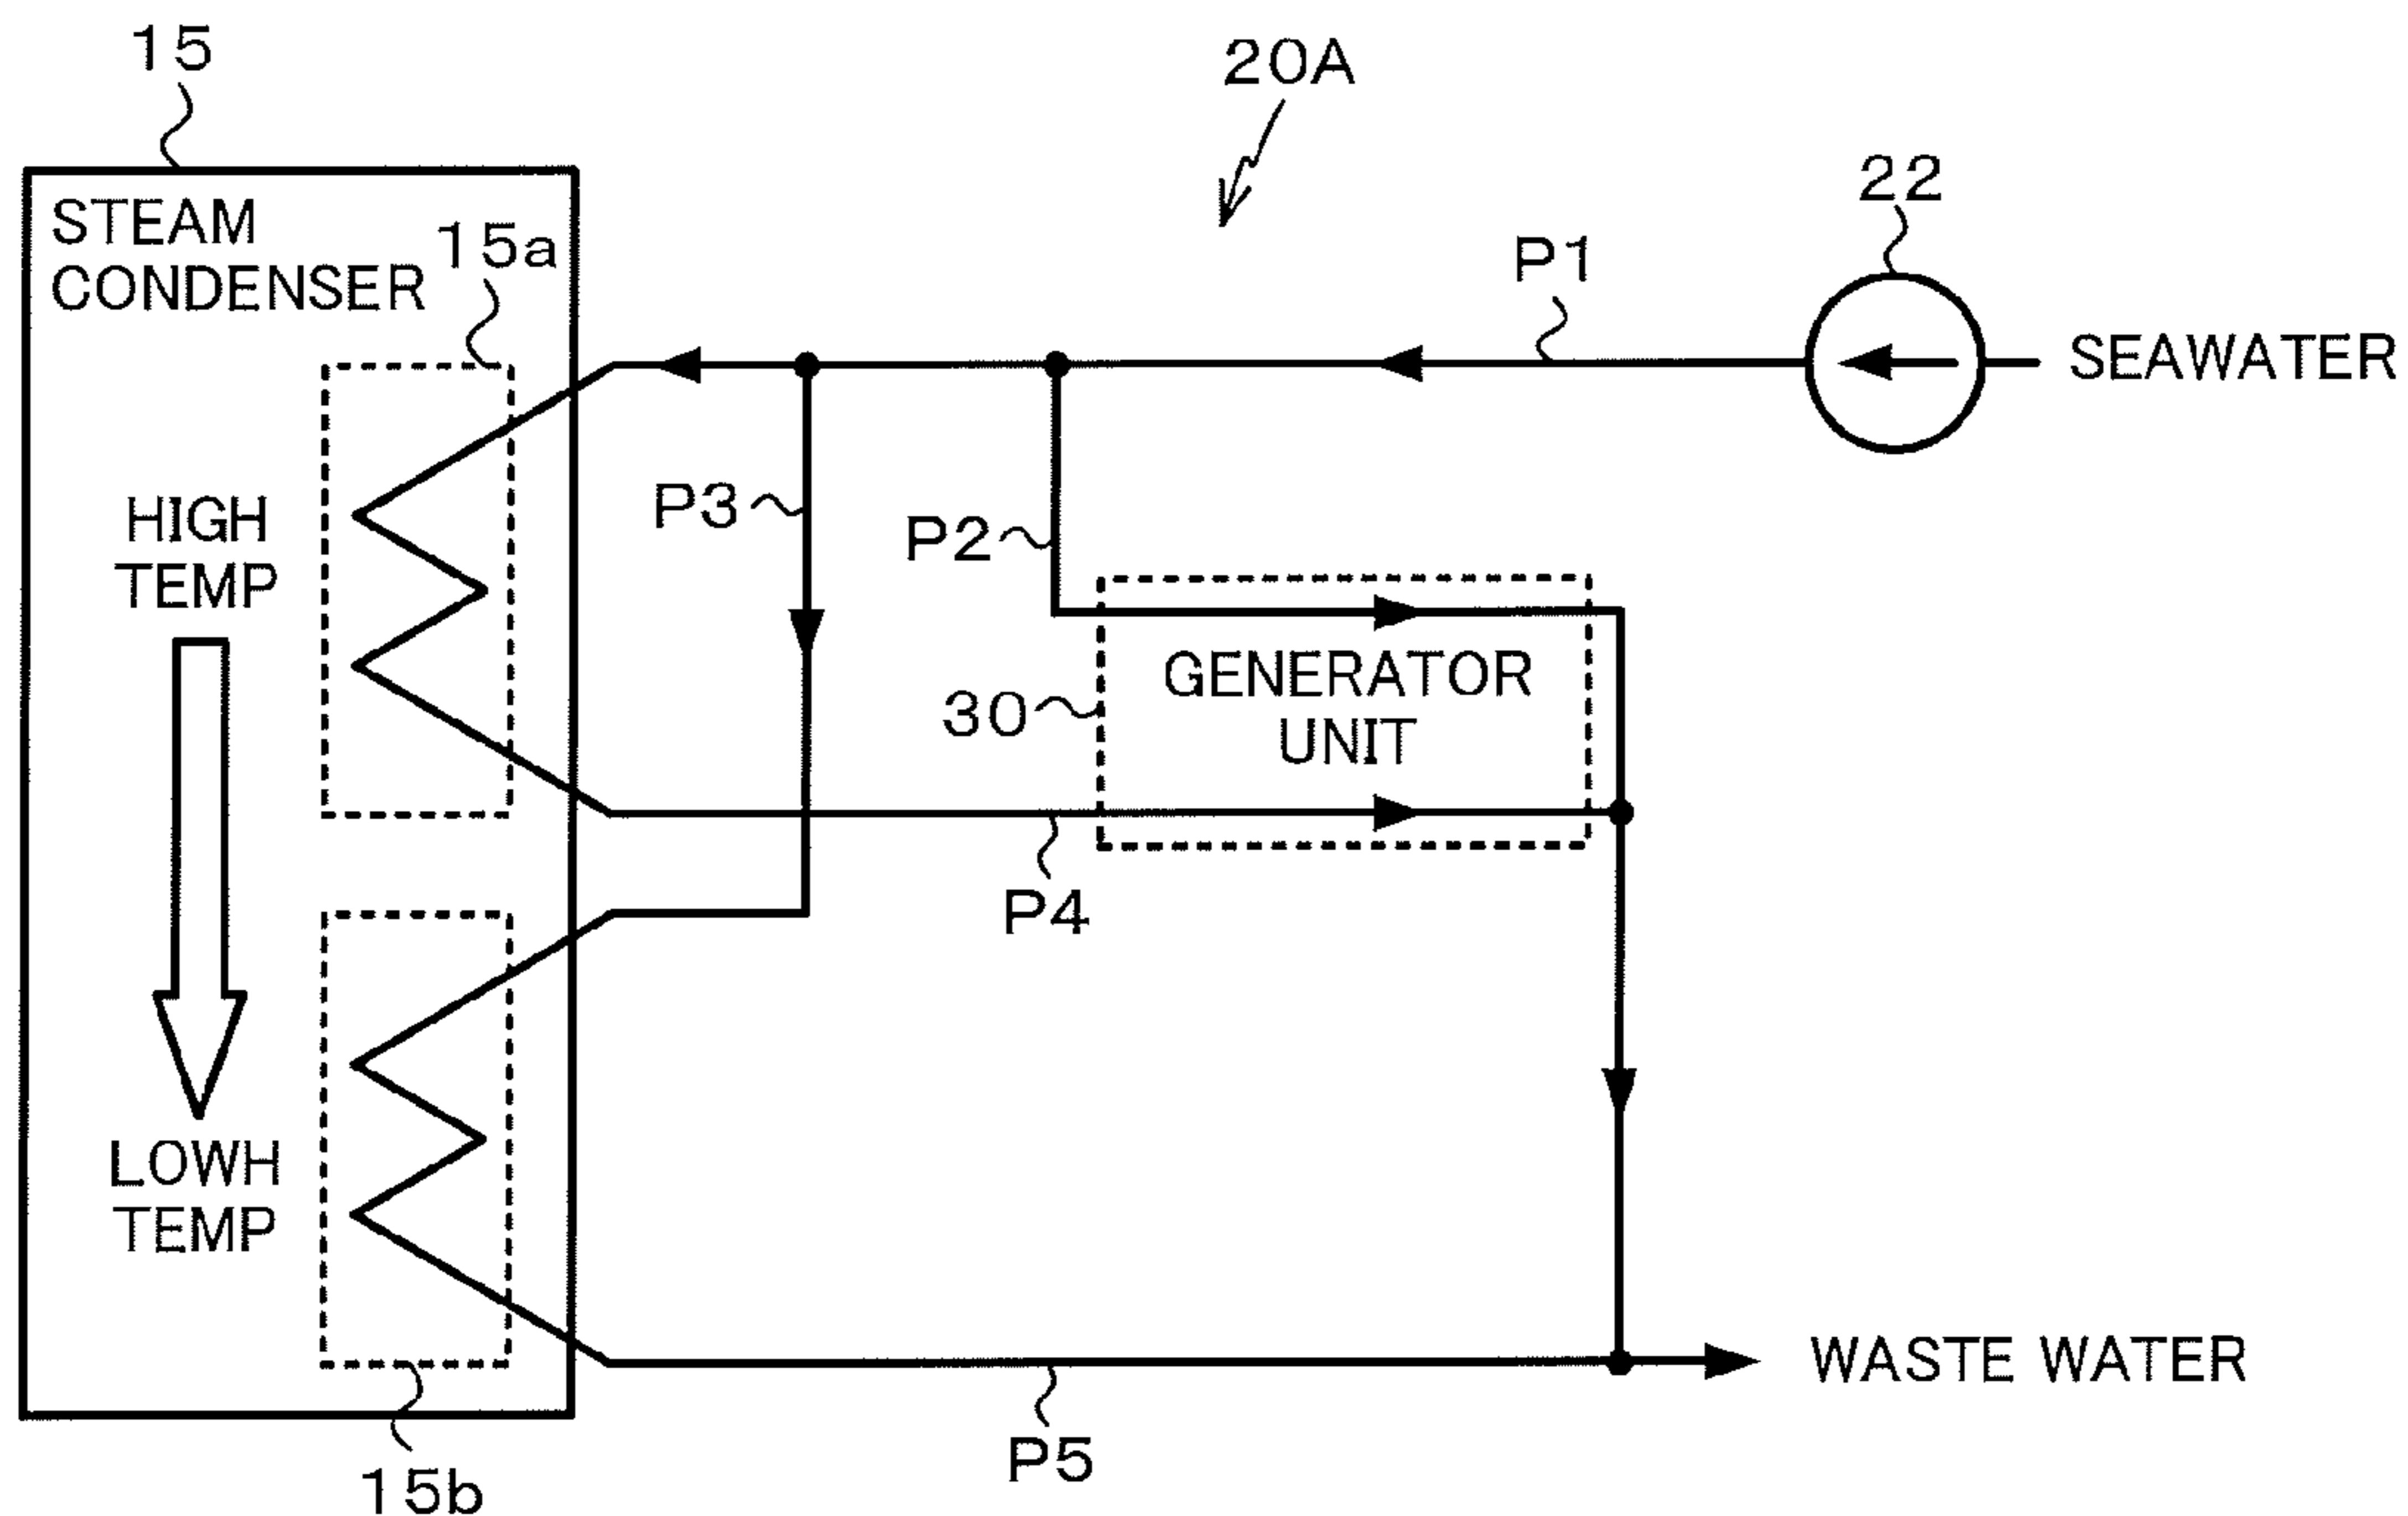 15
20A
22
STEAM
CONDENSER
15a
P1
SEAWATER
HIGH
TEMP
P3
P2
GENERATOR
UNIT
30
P4
LOWH
TEMP
WASTE WATER
P5
15b